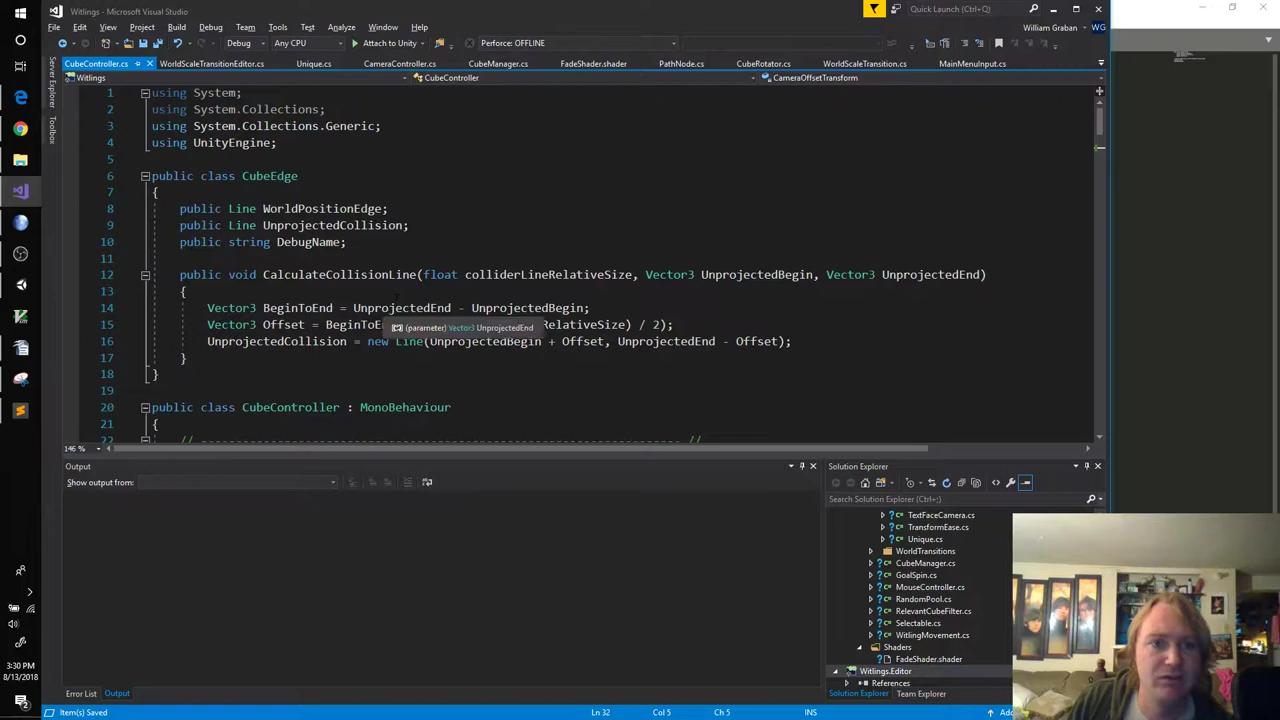 Witlings - Microsoft Visual Studio
Quick Launch (Ctrl+Q)
File Edit View Project Build Debug Team Tools Test Analyze Window Help
William Graban WG
Debug Any CPU Attach to Unity Perforce: OFFLINE
CubeController.cs WorldScaleTransitionEditor.cs Unique.cs CameraController.cs CubeManager.cs FadeShader.shader PathNode.cs CubeRotator.cs WorldScaleTransition.cs MainMenuInput.cs
Witlings CubeController CameraOffsetTransform
Server Explorer
Toolbox
1 using System;
2 using System.Collections;
3 using System.Collections.Generic;
4 using UnityEngine;
5
6 public class CubeEdge
7 {
8 public Line WorldPositionEdge;
9 public Line UnprojectedCollision;
10 public string DebugName;
11
12 public void CalculateCollisionLine(float colliderLineRelativeSize, Vector3 UnprojectedBegin, Vector3 UnprojectedEnd)
13 {
14 Vector3 BeginToEnd = UnprojectedEnd - UnprojectedBegin;
15 Vector3 Offset = BeginToE RelativeSize) / 2);
(parameter) Vector3 UnprojectedEnd
16 UnprojectedCollision = new Line(UnprojectedBegin + Offset, UnprojectedEnd - Offset);
17 }
18 }
19
20 public class CubeController : MonoBehaviour
21 {
22
146 %
Output
Show output from:
Solution Explorer
Search Solution Explorer (Ctrl+;)
TextFaceCamera.cs
TransformEase.cs
Unique.cs
WorldTransitions
CubeManager.cs
GoalSpin.cs
MouseController.cs
RandomPool.cs
RelevantCubeFilter.cs
Selectable.cs
WitlingMovement.cs
Shaders
FadeShader.shader
Witlings.Editor
References
Solution Explorer Team Explorer
Error List Output
Item(s) Saved Ln 32 Col 5 Ch 5 INS
3:30 PM
8/13/2018
2